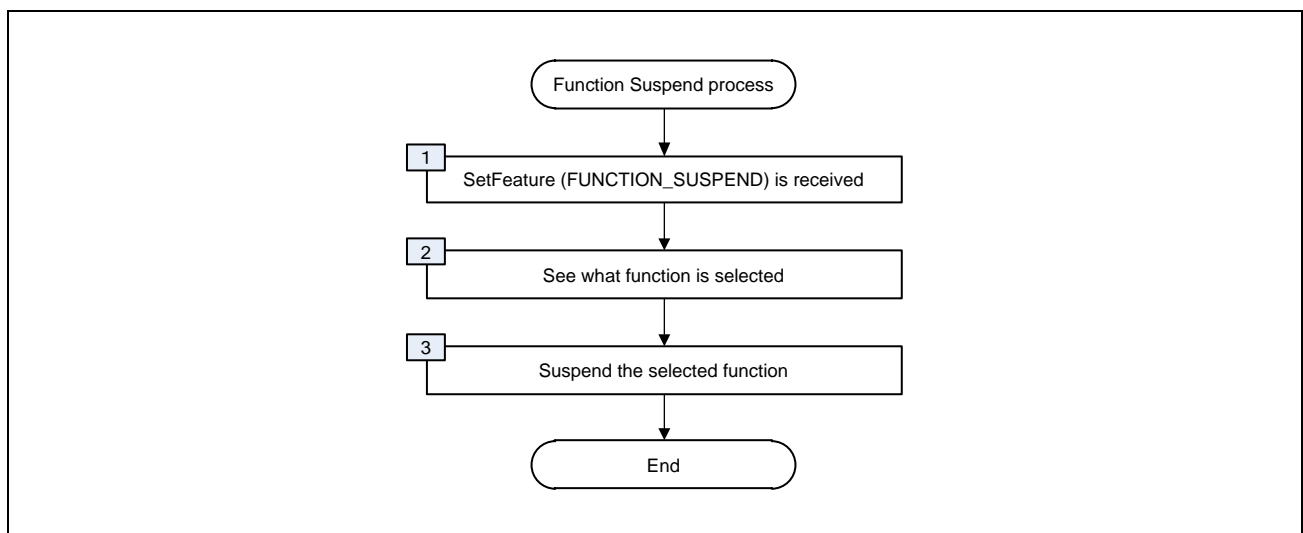 Function Suspend process
1
SetFeature (FUNCTION_SUSPEND) is received
2
See what function is selected
3
Suspend the selected function
End